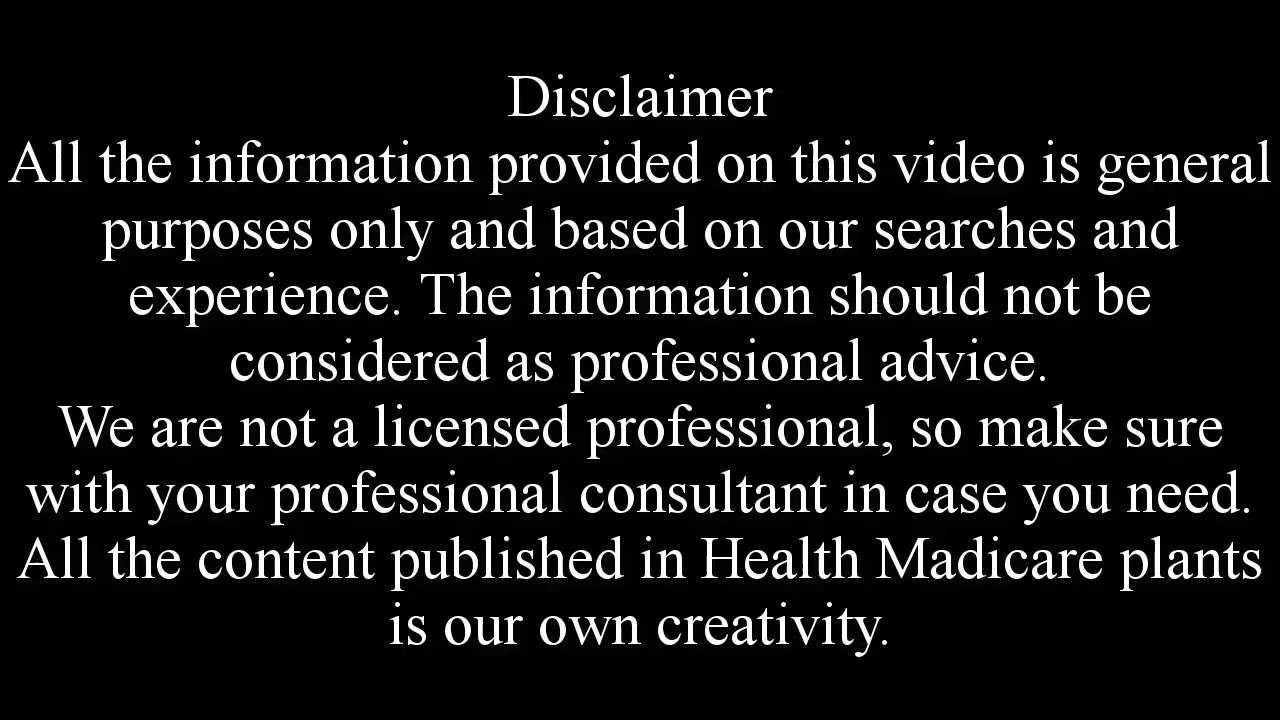 Disclaimer
All the information provided on this video is general
purposes only and based on our searches and
experience. The information should not be
considered as professional advice.
We are not a licensed professional, so make sure
with your professional consultant in case you need.
All the content published in Health Madicare plants
is our own creativity.